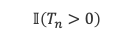 𝕀(Tₙ > 0)